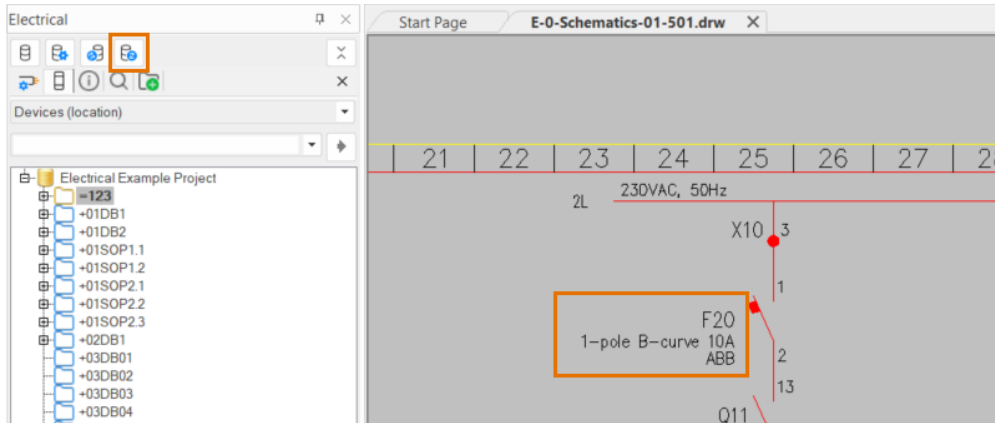 Electrical
Start Page
E-0-Schematics-01-501.drw
Devices (location)
Electrical Example Project
=123
+01DB1
+01DB2
+01SOP1.1
+01SOP1.2
+01SOP2.1
+01SOP2.2
+01SOP2.3
+02DB1
+03DB01
+03DB02
+03DB03
+03DB04
21 22 23 24 25 26 27
2L 230VAC, 50Hz
X10 3
1
F20
1-pole B-curve 10A
ABB
2
13
Q11